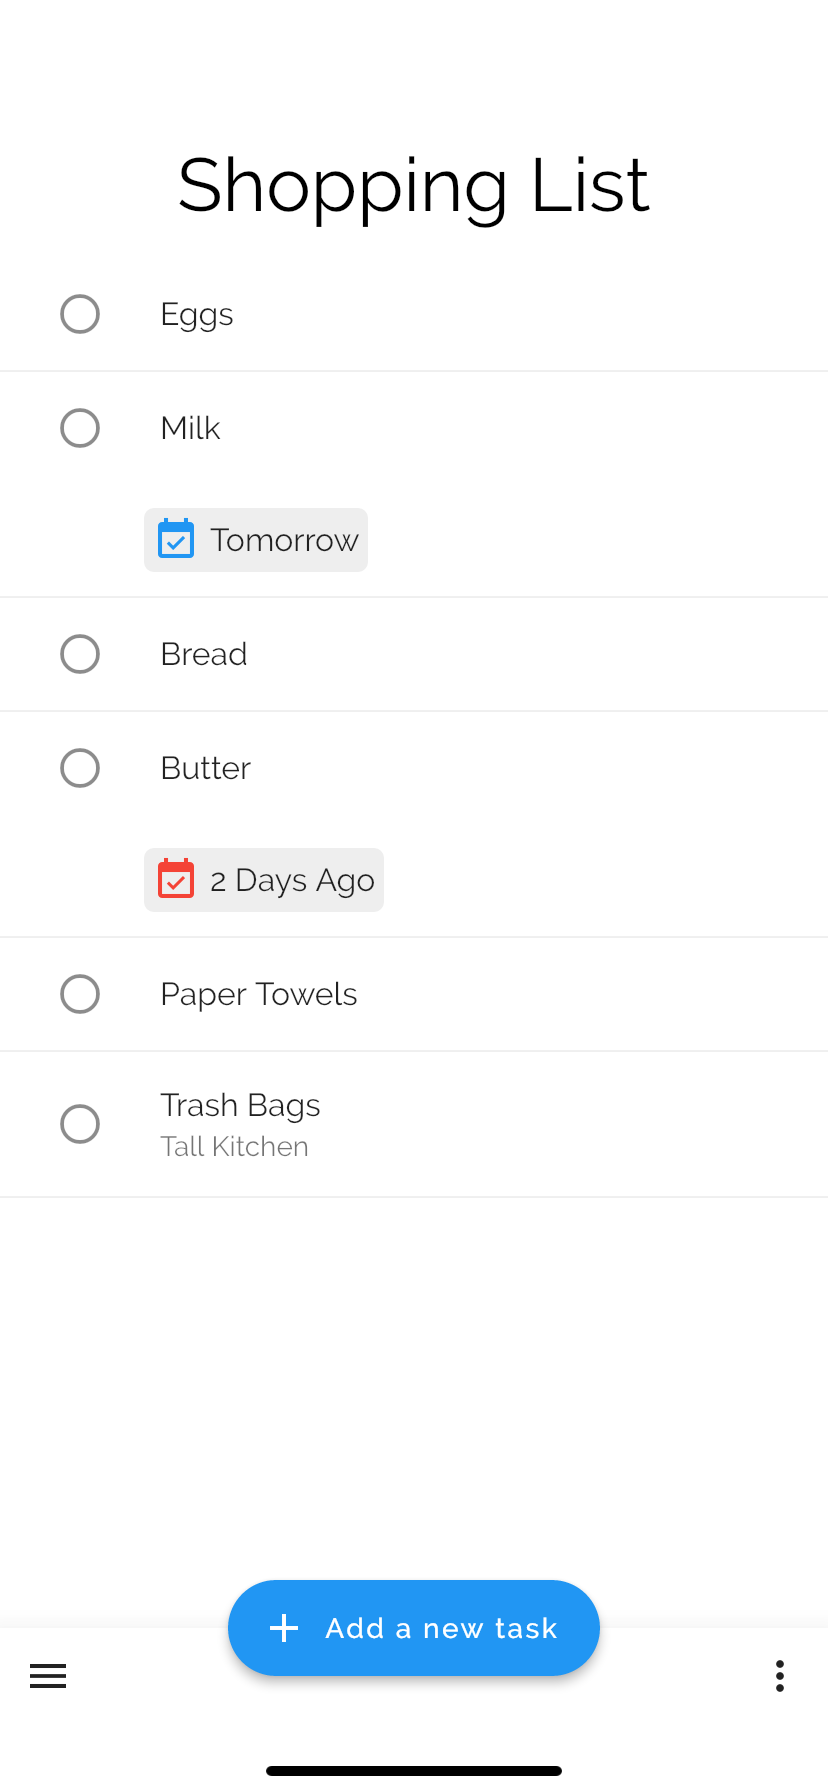 Shopping List
Eggs
Milk
Tomorrow
Bread
Butter
2 Days Ago
Paper Towels
Trash Bags
Tall Kitchen
Add a new task